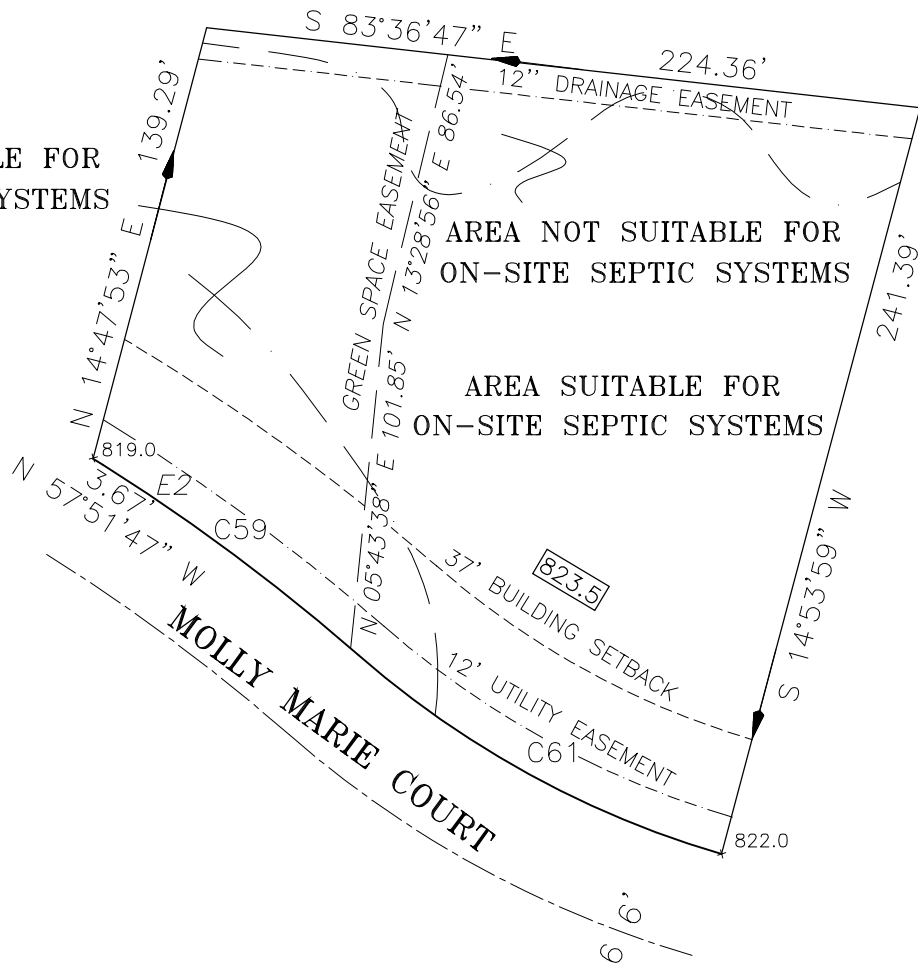 S 83°36'47" E
224.36'
12" DRAINAGE EASEMENT
139.29'
N 14°47'53" E
LE FOR
YSTEMS
GREEN SPACE EASEMENT
N 13°28'56" E 86.54'
AREA NOT SUITABLE FOR
ON-SITE SEPTIC SYSTEMS
241.39'
S 14°53'59" W
AREA SUITABLE FOR
ON-SITE SEPTIC SYSTEMS
N 05°43'38" E 101.85'
819.0
E2
3.67'
N 57°51'47" W
C59
823.5
37' BUILDING SETBACK
12' UTILITY EASEMENT
C61
822.0
MOLLY MARIE COURT
6
6'